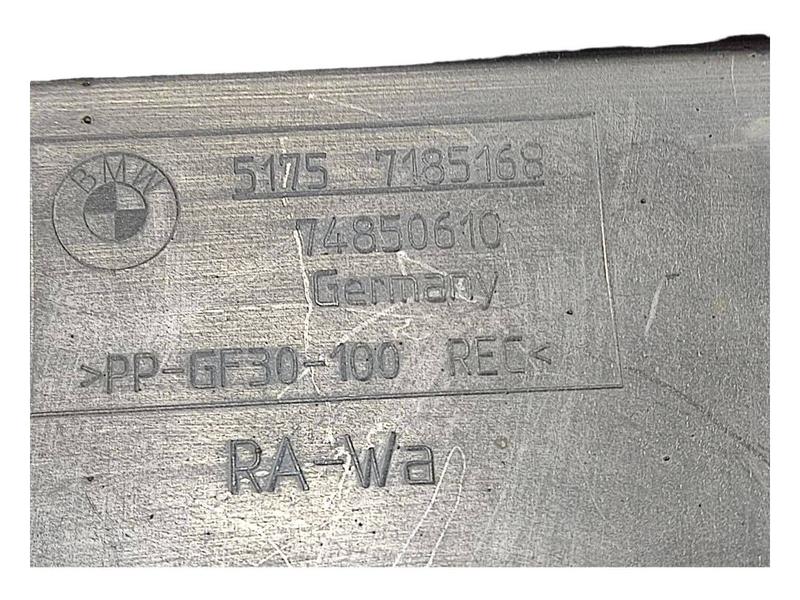 BMW
5175 7185168
74850610
Germany
>PP-GF30-100 REC<
RA-Wa